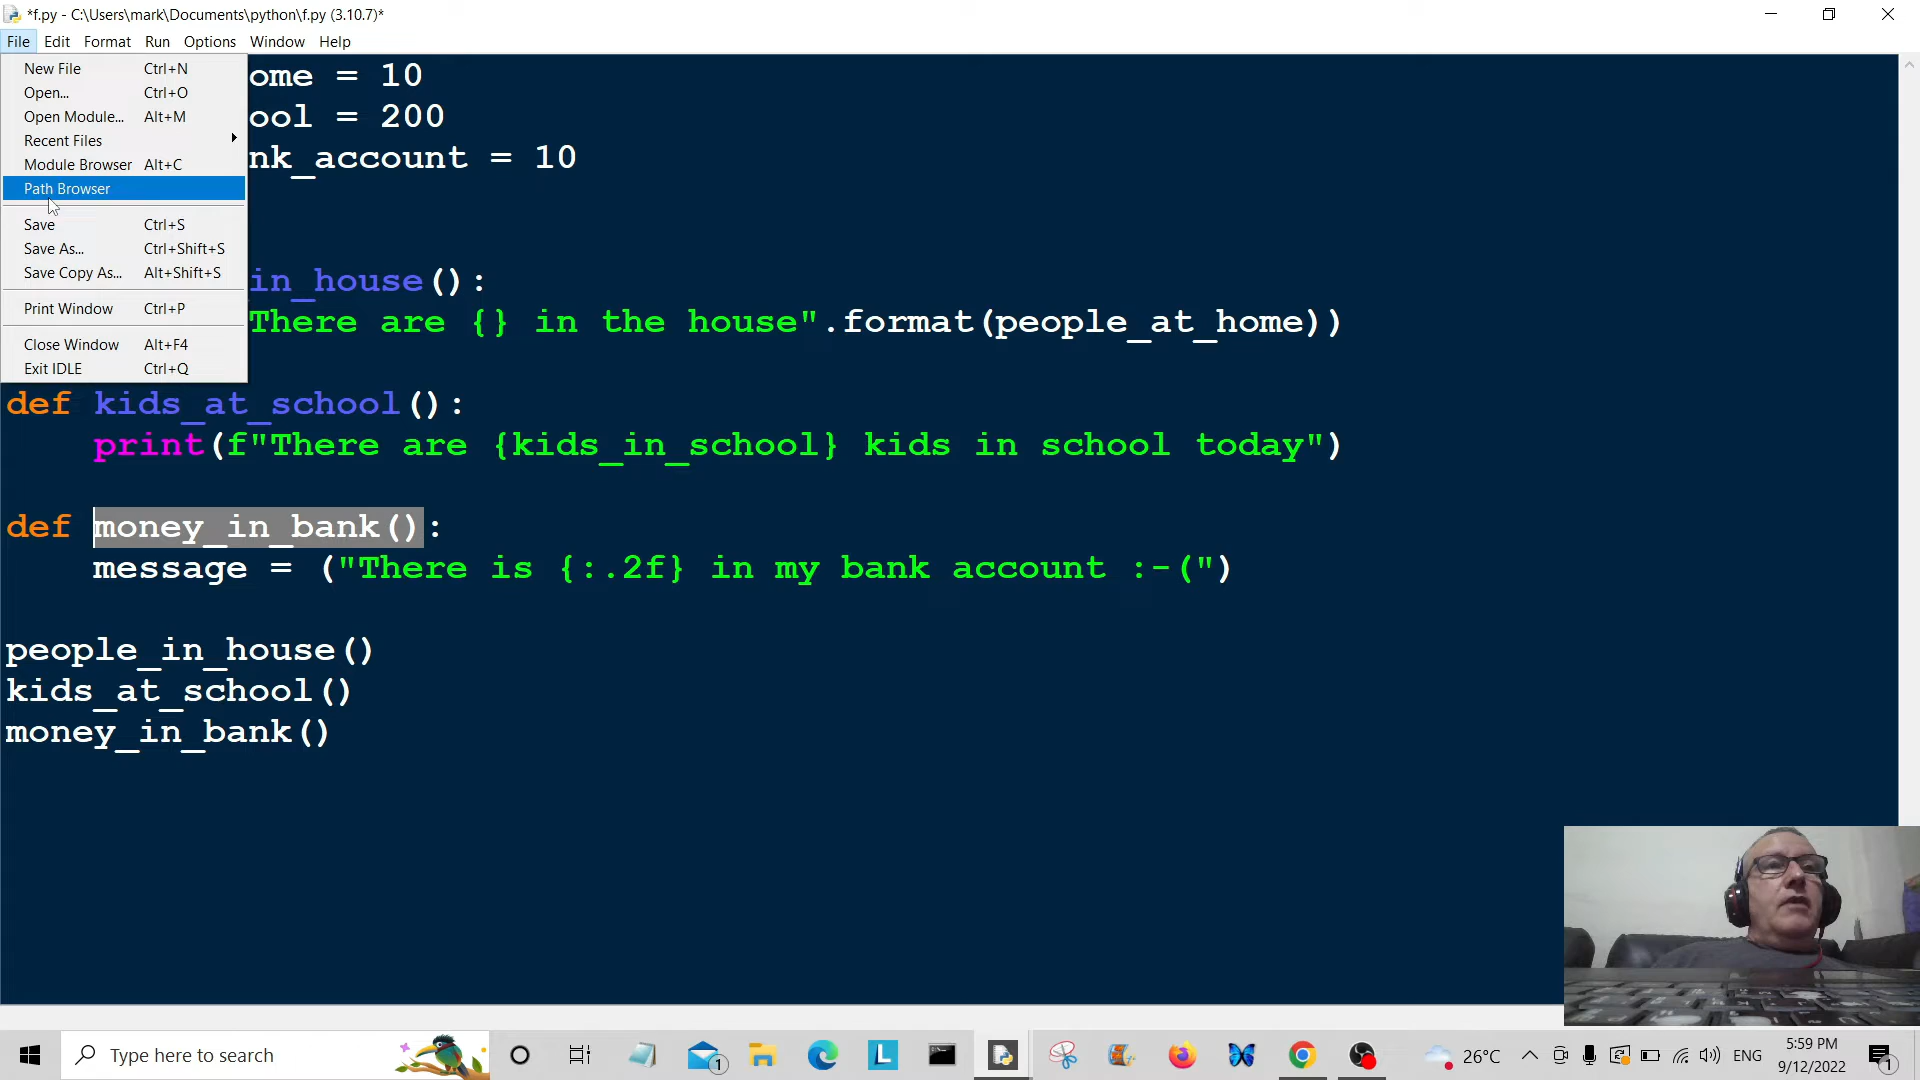 *f.py - C:\Users\mark\Documents\python\f.py (3.10.7)*
File Edit Format Run Options Window Help
New File Ctrl+N
Open... Ctrl+O
Open Module... Alt+M
Recent Files
Module Browser Alt+C
Path Browser
Save Ctrl+S
Save As... Ctrl+Shift+S
Save Copy As... Alt+Shift+S
Print Window Ctrl+P
Close Window Alt+F4
Exit IDLE Ctrl+Q
ome = 10
ool = 200
nk_account = 10
in_house():
There are {} in the house".format(people_at_home))
def kids_at_school():
print(f"There are {kids_in_school} kids in school today")
def money_in_bank():
message = ("There is {:.2f} in my bank account :-(")
people_in_house()
kids_at_school()
money_in_bank()
Type here to search
1
L
26°C
ENG
5:59 PM
9/12/2022
1